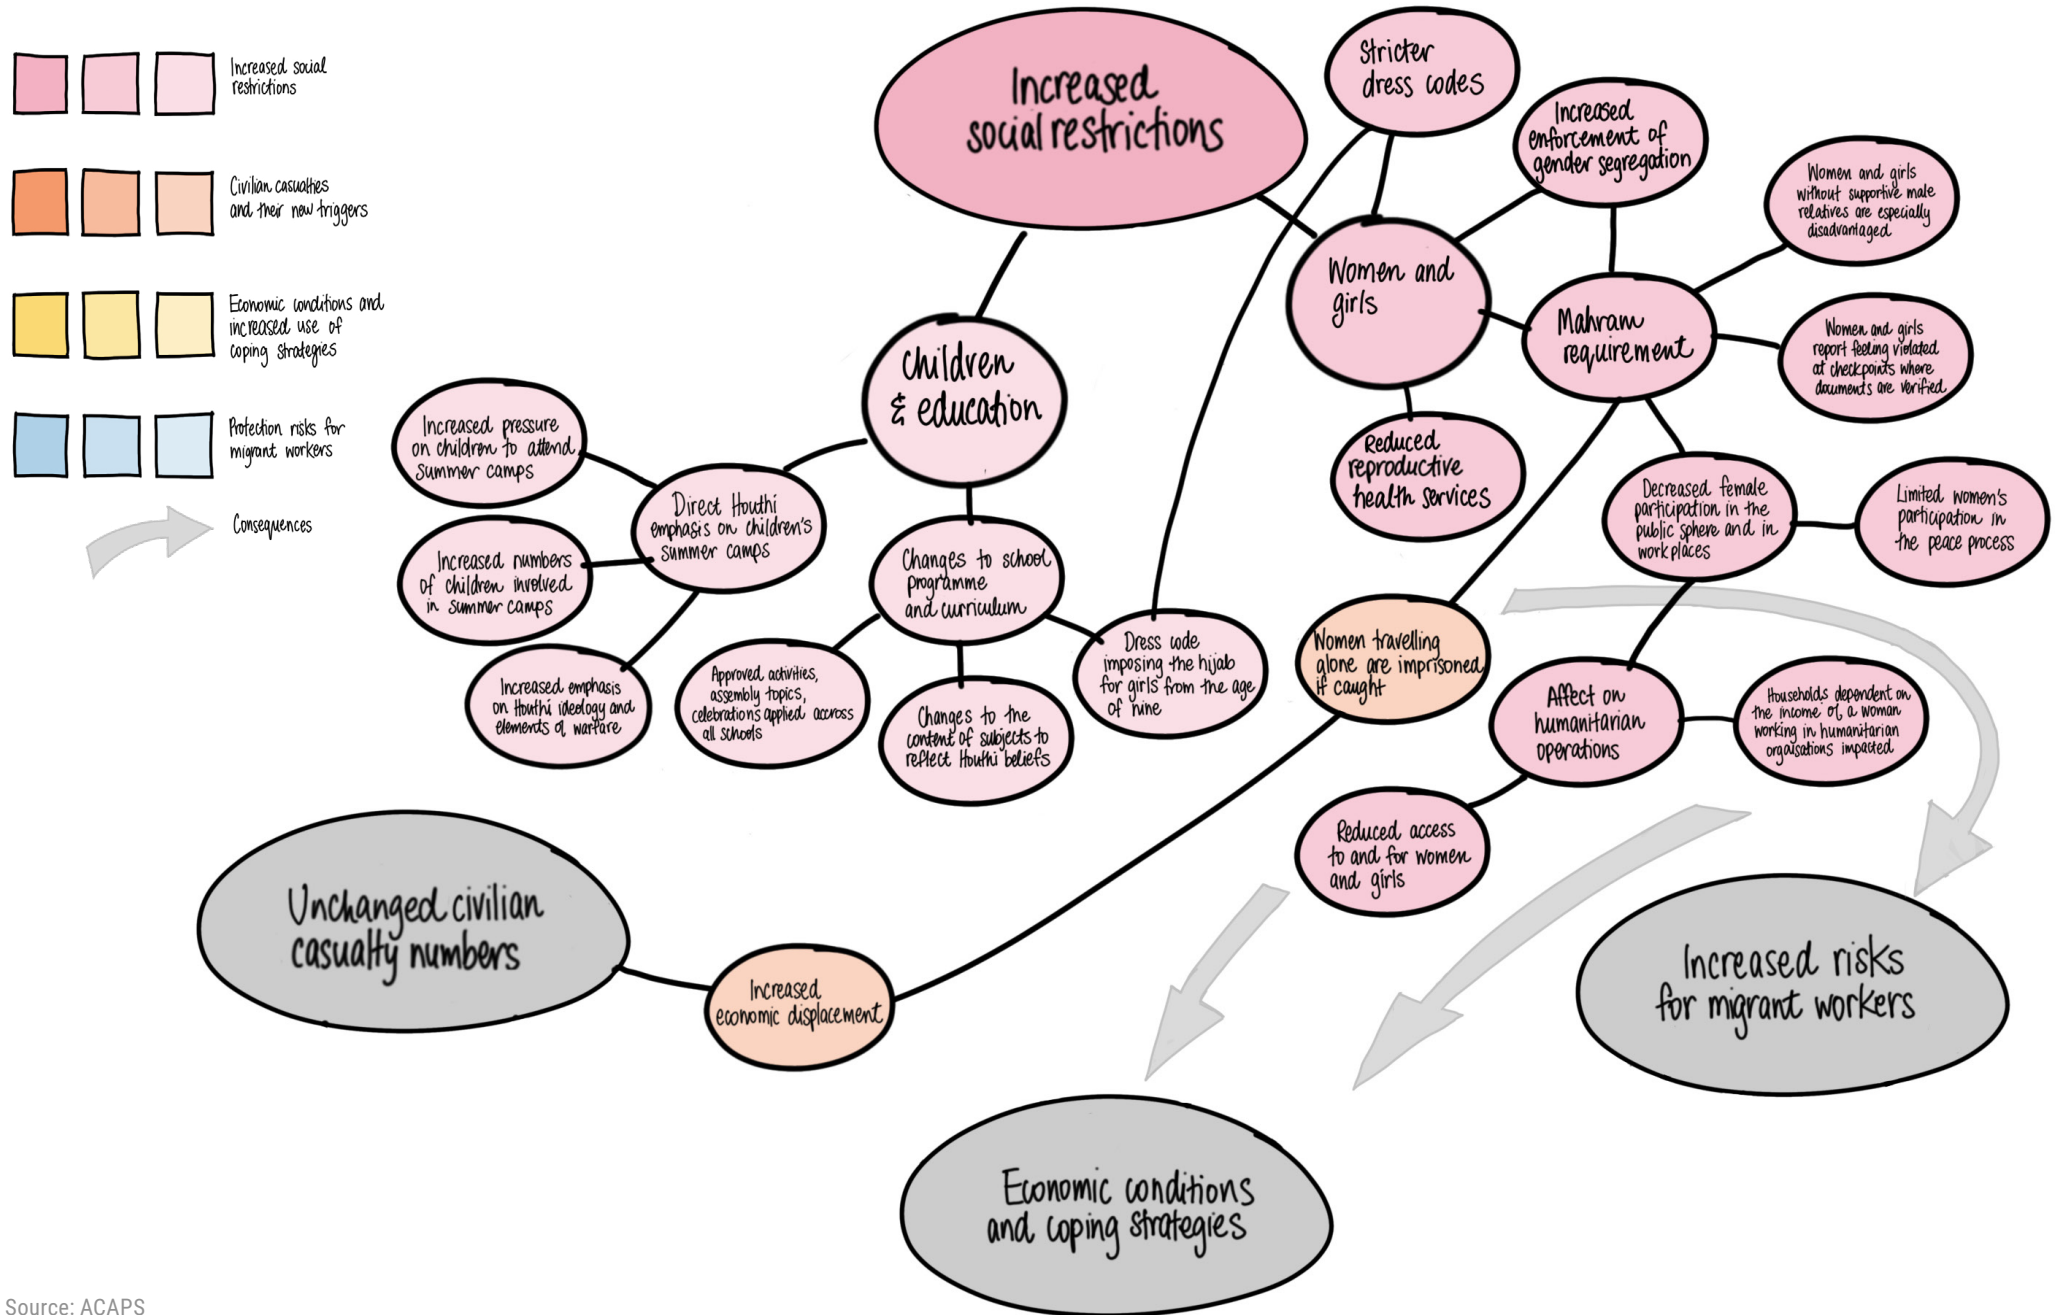 Increased social
restrictions
Civilian casualties
and their new triggers
Economic conditions and
increased use of
coping strategies
Protection risks for
migrant workers
Consequences
Increased
social restrictions
Stricter
dress codes
Increased
enforcement of
gender segregation
Women and girls
without supportive male
relatives are especially
disadvantaged
Women and
girls
Mahram
requirement
Women and girls
report feeling violated
at checkpoints where
documents are verified
Children
& education
Reduced
reproductive
health services
Increased pressure
on children to attend
summer camps
Direct Houthi
emphasis on children's
summer camps
Decreased female
participation in the
public sphere and in
workplaces
Limited women's
participation in
the peace process
Increased numbers
of children involved
in summer camps
Changes to school
programme
and curriculum
Increased emphasis
on Houthi ideology and
elements of warfare
Approved activities,
assembly topics,
celebrations applied accross
all schools
Changes to the
content of subjects to
reflect Houthi beliefs
Dress code
imposing the hijab
for girls from the age
of nine
Women travelling
alone are imprisoned
if caught
Affect on
humanitarian
operations
Households dependent on
the income of a woman
working in humanitarian
orgaisations impacted
Reduced access
to and for women
and girls
Unchanged civilian
casualty numbers
Increased
economic displacement
Increased risks
for migrant workers
Economic conditions
and coping strategies
Source: ACAPS